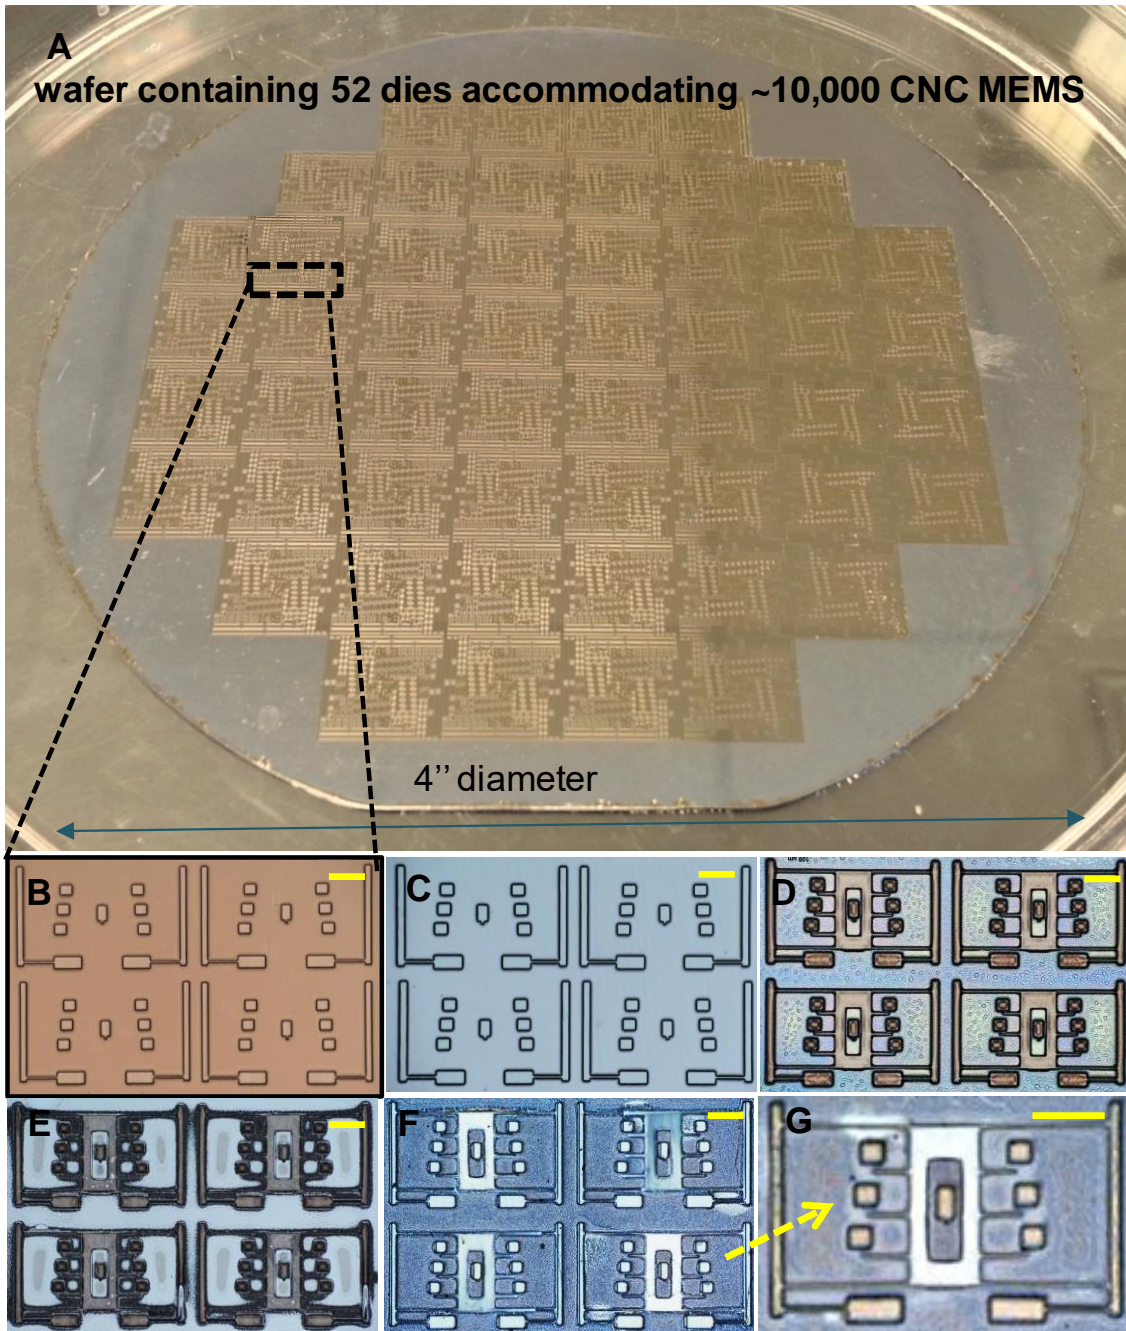 A
wafer containing 52 dies accommodating ~10,000 CNC MEMS
4’’ diameter
B
C
D
E
F
G